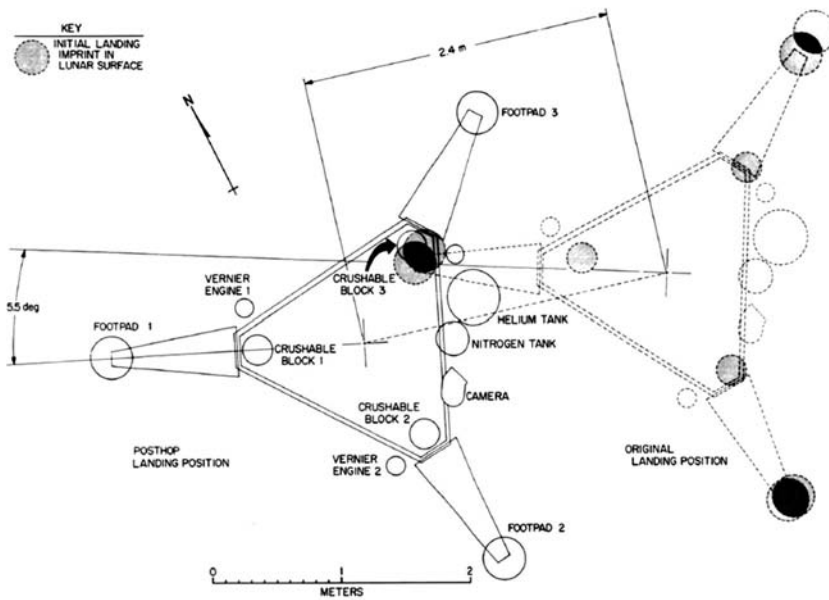 KEY
INITIAL LANDING
IMPRINT IN
LUNAR SURFACE
2.4 m
N
FOOTPAD 3
5.5 deg
VERNIER
ENGINE 1
CRUSHABLE
BLOCK 3
HELIUM TANK
FOOTPAD 1
CRUSHABLE
BLOCK 1
NITROGEN TANK
CAMERA
CRUSHABLE
BLOCK 2
POSTHOP
LANDING POSITION
ORIGINAL
LANDING POSITION
VERNIER
ENGINE 2
FOOTPAD 2
0 1 2
METERS